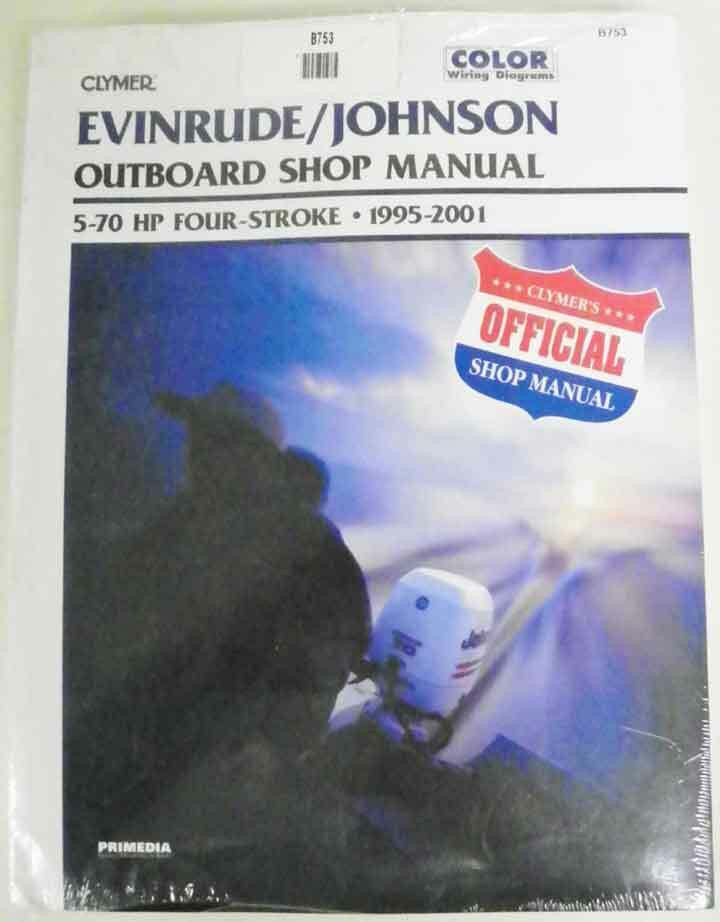 B753
B753
COLOR
Wiring Diagrams
CLYMER
EVINRUDE/JOHNSON
OUTBOARD SHOP MANUAL
5-70 HP FOUR-STROKE • 1995-2001
★★★ CLYMER'S ★★★
OFFICIAL
SHOP MANUAL
70
PRIMEDIA